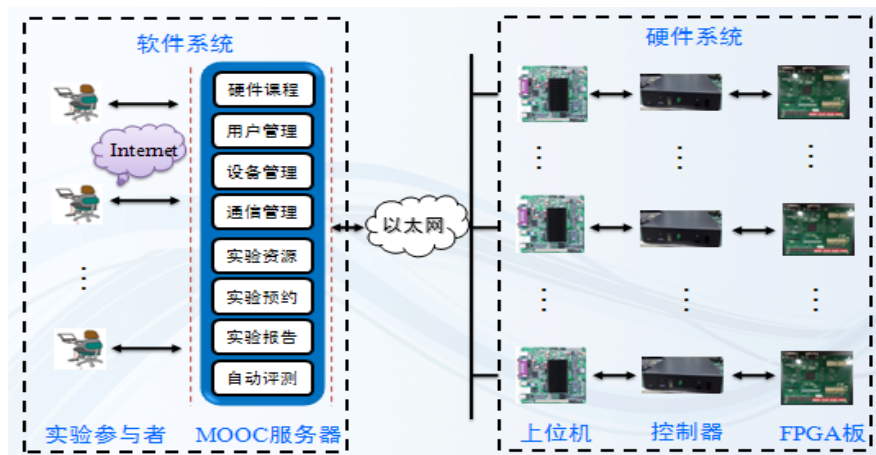 软件系统
硬件系统
硬件课程
用户管理
Internet
设备管理
通信管理
以太网
实验资源
实验预约
实验报告
自动评测
实验参与者
MOOC服务器
上位机
控制器
FPGA板